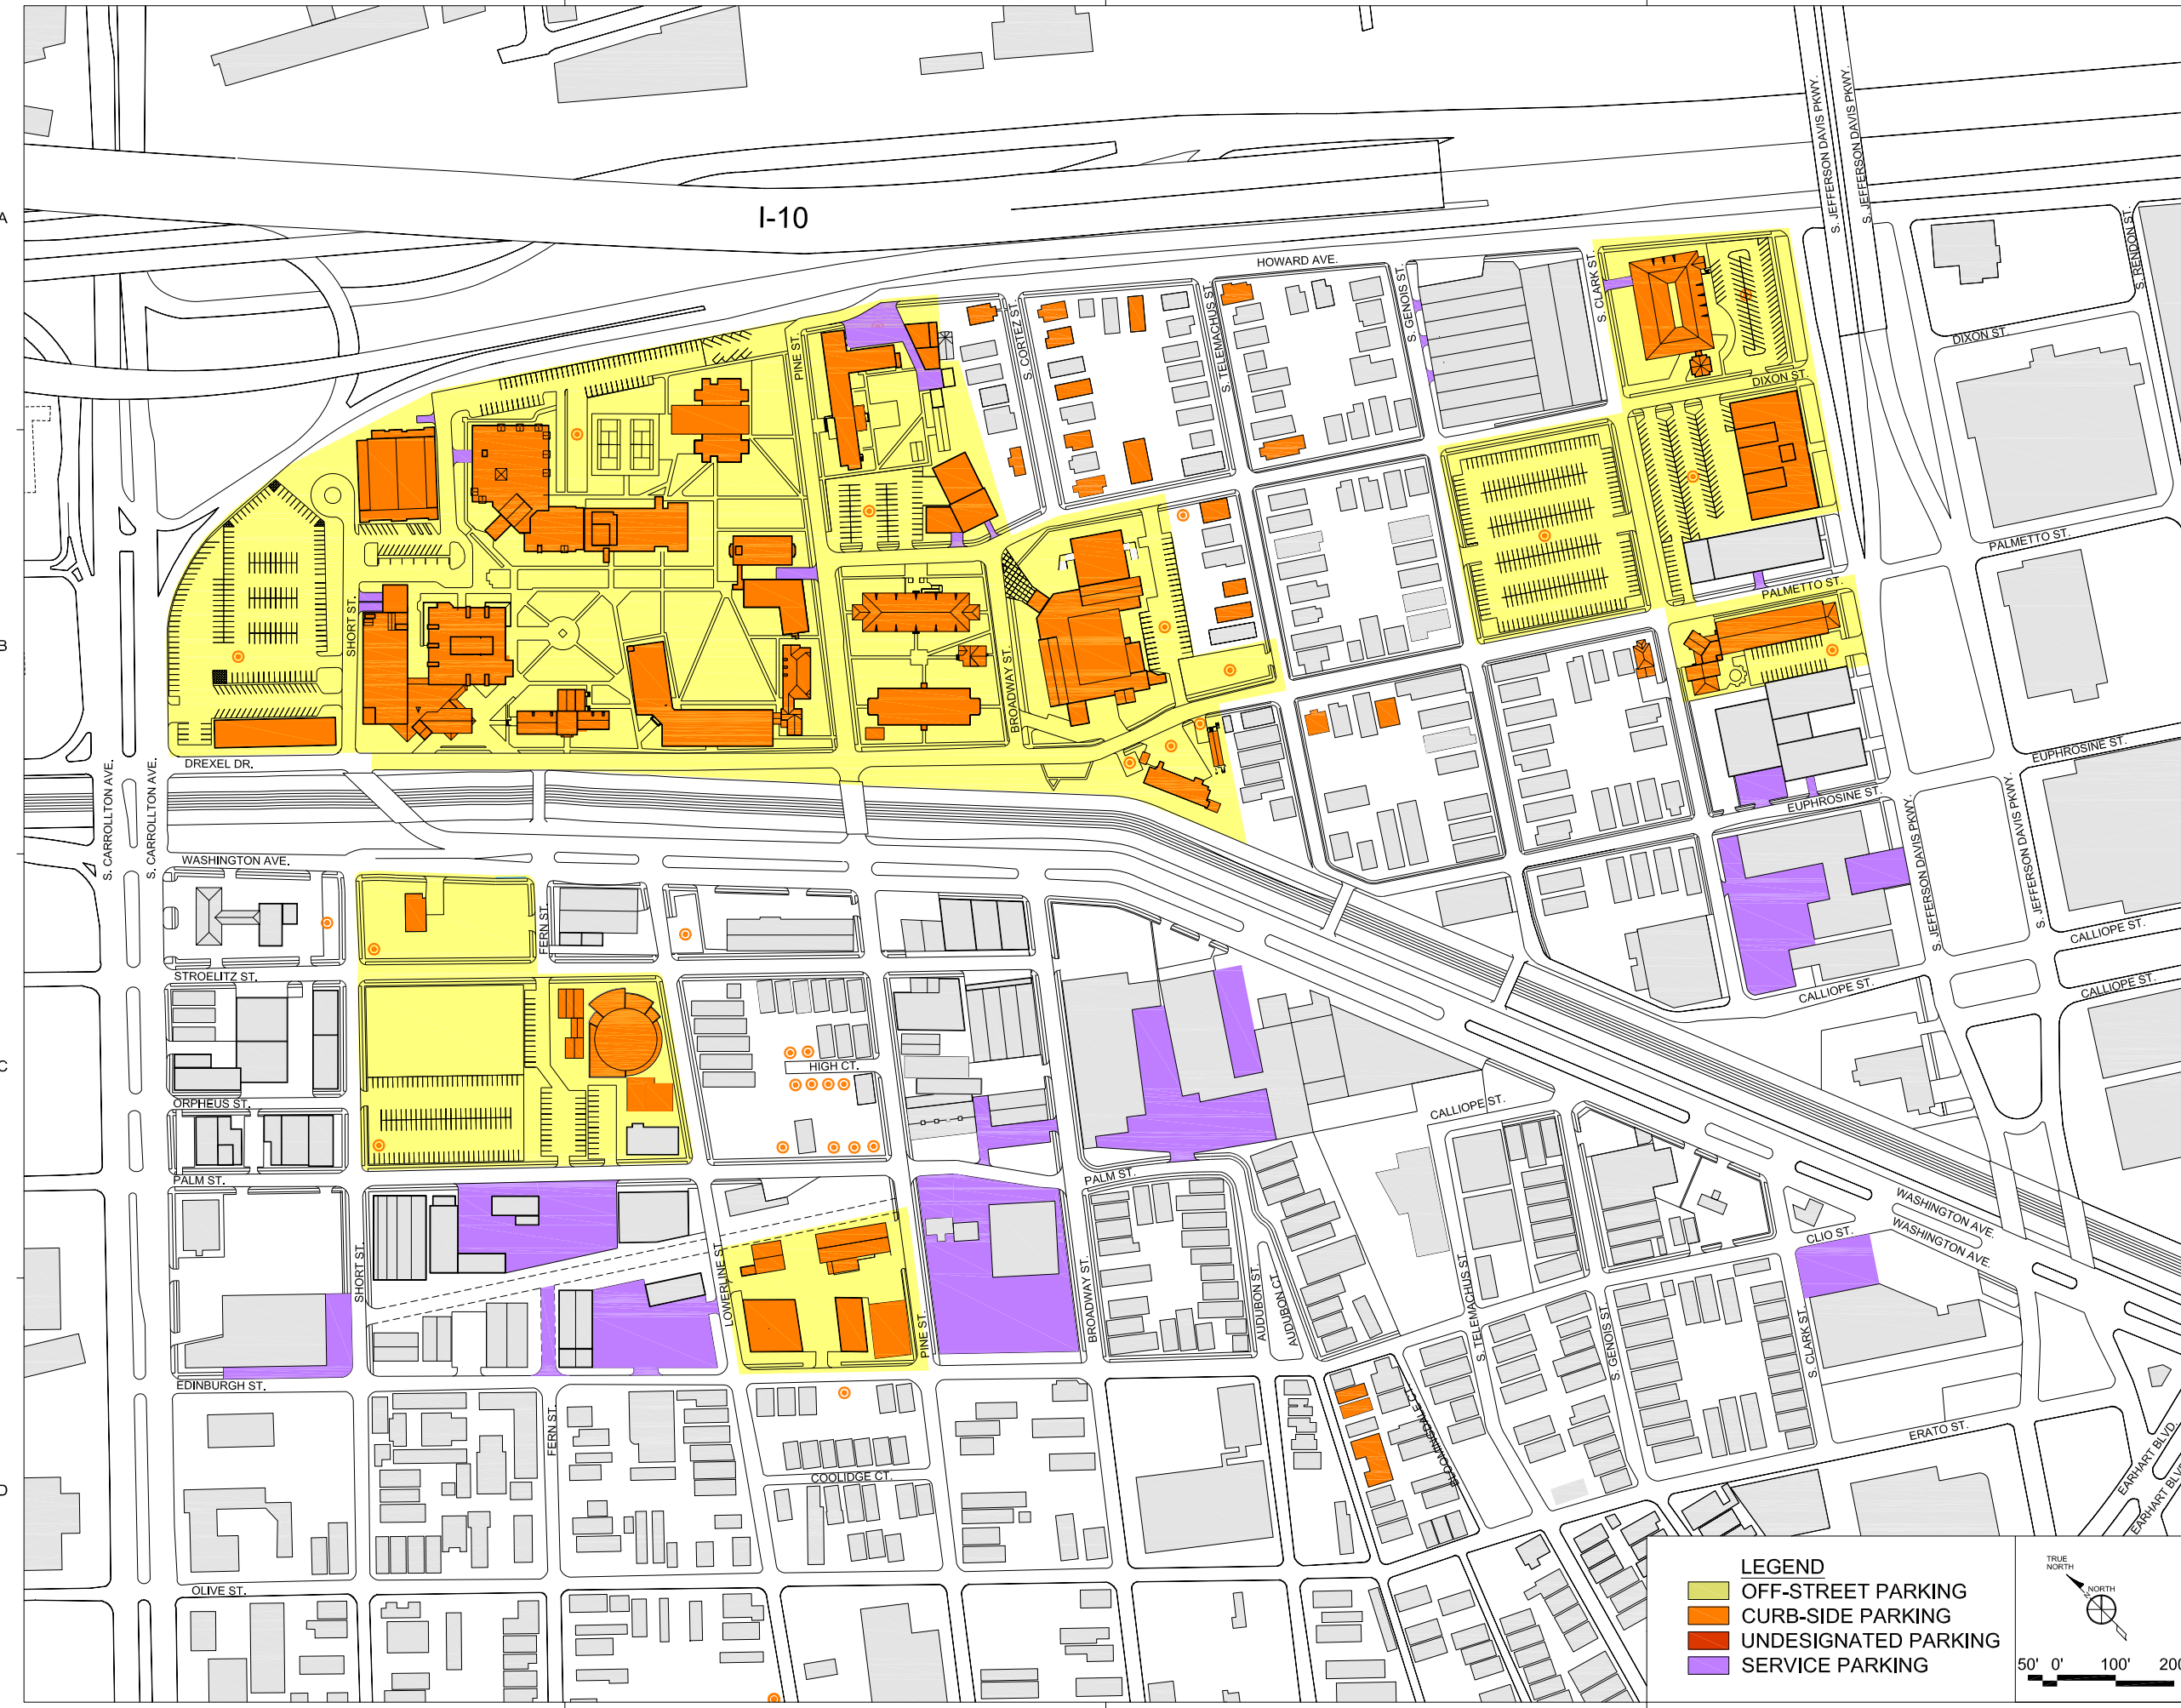 A
B
C
D
I-10
HOWARD AVE.
S. JEFFERSON DAVIS PKWY.
S. JEFFERSON DAVIS PKWY.
S. RENDON ST.
S. CLARK ST.
S. GENOIS ST.
S. TELEMACHUS ST.
S. CORTEZ ST.
PINE ST.
DIXON ST.
DIXON ST.
PALMETTO ST.
PALMETTO ST.
SHORT ST.
BROADWAY ST.
DREXEL DR.
EUPHROSINE ST.
EUPHROSINE ST.
S. CARROLLTON AVE.
S. CARROLLTON AVE.
WASHINGTON AVE.
S. JEFFERSON DAVIS PKWY.
S. JEFFERSON DAVIS PKWY.
FERN ST.
CALLIOPE ST.
STROELITZ ST.
CALLIOPE ST.
CALLIOPE ST.
HIGH CT.
ORPHEUS ST.
CALLIOPE ST.
PALM ST.
PALM ST.
WASHINGTON AVE.
WASHINGTON AVE.
CLIO ST.
SHORT ST.
LOWERLINE ST.
PINE ST.
BROADWAY ST.
AUDUBON ST.
AUDUBON CT.
S. TELEMACHUS ST.
S. GENOIS ST.
S. CLARK ST.
EDINBURGH ST.
FERN ST.
BLOOMINGDALE CT.
ERATO ST.
EARHART BLVD.
EARHART BLVD.
COOLIDGE CT.
OLIVE ST.
LEGEND
OFF-STREET PARKING
CURB-SIDE PARKING
UNDESIGNATED PARKING
SERVICE PARKING
TRUE
NORTH
NORTH
50' 0' 100' 200